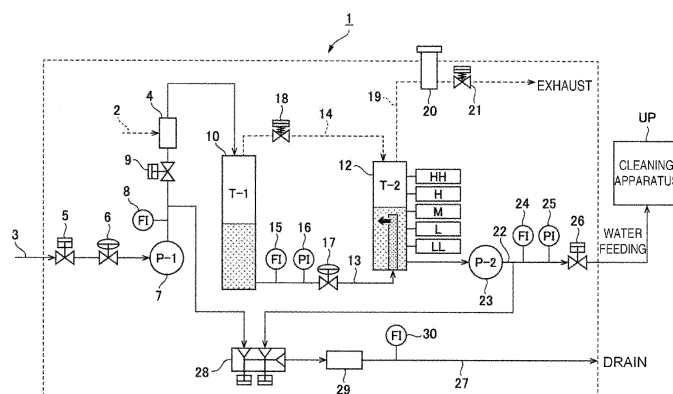 1
20
21
EXHAUST
19
18
14
2
4
10
12
UP
CLEANING
APPARATUS
T-1
T-2
HH
H
M
L
LL
9
8
FI
5
6
15
16
17
FI
PI
13
22
24
25
26
FI
PI
3
P-1
7
P-2
23
WATER
FEEDING
30
FI
28
29
27
DRAIN